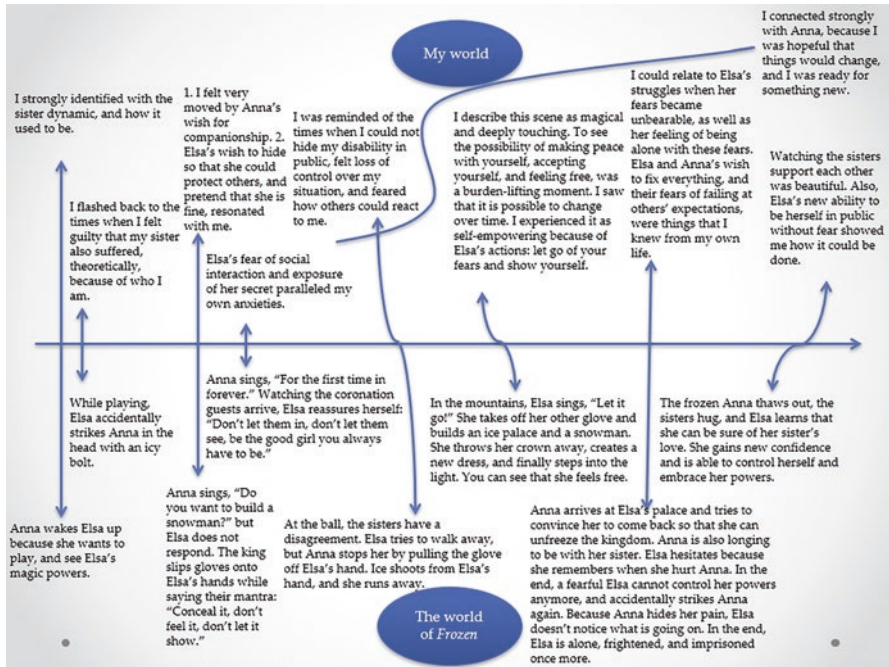 My world
I connected strongly
with Anna, because I
was hopeful that
things would change,
and I was ready for
something new.
I strongly identified with the
sister dynamic, and how it
used to be.
I flashed back to
the times when I felt
guilty that my sister
also suffered,
theoretically,
because of who I
am.
1. I felt very
moved by Anna's
wish for
companionship. 2.
Elsa's wish to hide
so that she could
protect others, and
pretend that she is
fine, resonated
with me.
Elsa's fear of social
interaction and exposure
of her secret paralleled my
own anxieties.
I was reminded of the
times when I could not
hide my disability in
public, felt loss of
control over my
situation, and feared
how others could react
to me.
I describe this scene as magical
and deeply touching. To see
the possibility of making peace
with yourself, accepting
yourself, and feeling free, was
a burden-lifting moment. I saw
that it is possible to change
over time. I experienced it as
self-empowering because of
Elsa's actions: let go of your
fears and show yourself.
I could relate to Elsa's
struggles when her
fears became
unbearable, as well as
her feeling of being
alone with these fears.
Elsa and Anna's wish
to fix everything, and
their fears of failing at
others' expectations,
were things that I
knew from my own
life.
Watching the sisters
support each other
was beautiful. Also,
Elsa's new ability to
be herself in public
without fear showed
me how it could be
done.
Anna wakes Elsa up
because she wants to
play, and see Elsa's
magic powers.
While playing,
Elsa accidentally
strikes Anna in
the head with an icy
bolt.
Anna sings, "Do
you want to build a
snowman?" but
Elsa does not
respond. The king
slips gloves onto
Elsa's hands while
saying their mantra:
"Conceal it, don't
feel it, don't let it
show."
Anna sings, "For the first time in
forever." Watching the coronation
guests arrive, Elsa reassures herself:
"Don't let them in, don't let them
see, be the good girl you always
have to be."
At the ball, the sisters have a
disagreement. Elsa tries to walk away,
but Anna stops her by pulling the glove
off Elsa's hand. Ice shoots from Elsa's
hand, and she runs away.
In the mountains, Elsa sings, "Let it
go!" She takes off her other glove and
builds an ice palace and a snowman.
She throws her crown away, creates a
new dress, and finally steps into the
light. You can see that she feels free.
Anna arrives at Elsa's palace and tries to
convince her to come back so that she can
unfreeze the kingdom. Anna is also longing
to be with her sister. Elsa hesitates because
she remembers when she hurt Anna. In the
end, a fearful Elsa cannot control her powers
anymore, and accidentally strikes Anna
again. Because Anna hides her pain, Elsa
doesn't notice what is going on. In the end,
Elsa is alone, frightened, and imprisoned
once more.
The frozen Anna thaws out, the
sisters hug, and Elsa learns that
she can be sure of her sister's
love. She gains new confidence
and is able to control herself and
embrace her powers.
The world
of Frozen